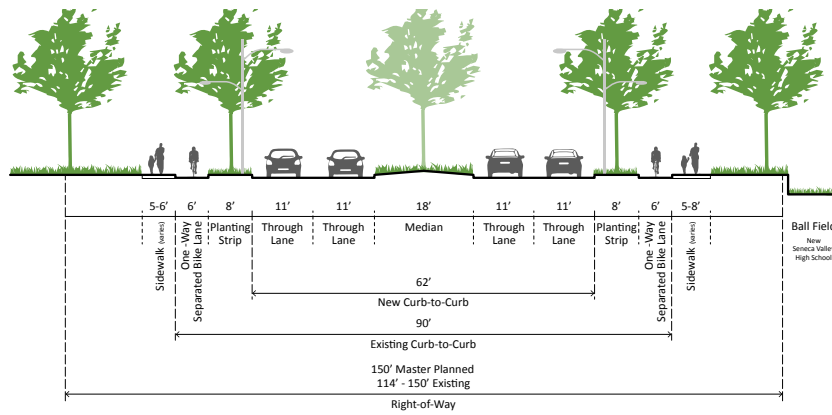 5-6’ 6’ 8’ 11’ 11’ 18’ 11’ 11’ 8’ 6’ 5-8’
Sidewalk (varies)
One -Way
Separated Bike Lane
Planting
Strip
Through
Lane
Through
Lane
Median
Through
Lane
Through
Lane
Planting
Strip
One -Way
Separated Bike Lane
Sidewalk (varies)
Ball Field
New
Seneca Valley
High School
62’
New Curb-to-Curb
90’
Existing Curb-to-Curb
150’ Master Planned
114’ - 150’ Existing
Right-of-Way